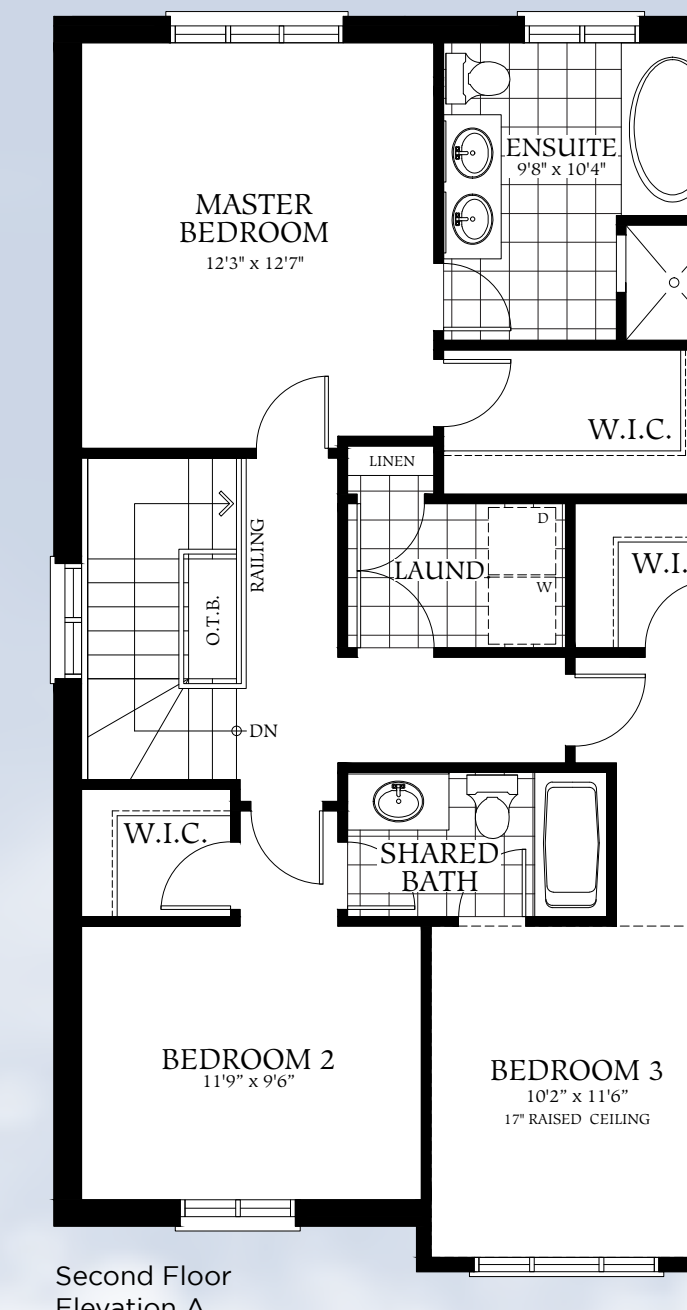 MASTER
BEDROOM
12'3" x 12'7"
ENSUITE
9'8" x 10'4"
W.I.C.
LINEN
D
LAUND
W
W.I.
RAILING
O.T.B.
DN
W.I.C.
SHARED
BATH
BEDROOM 2
11'9” x 9'6”
BEDROOM 3
10'2” x 11'6”
17" RAISED CEILING
Second Floor
Elevation A